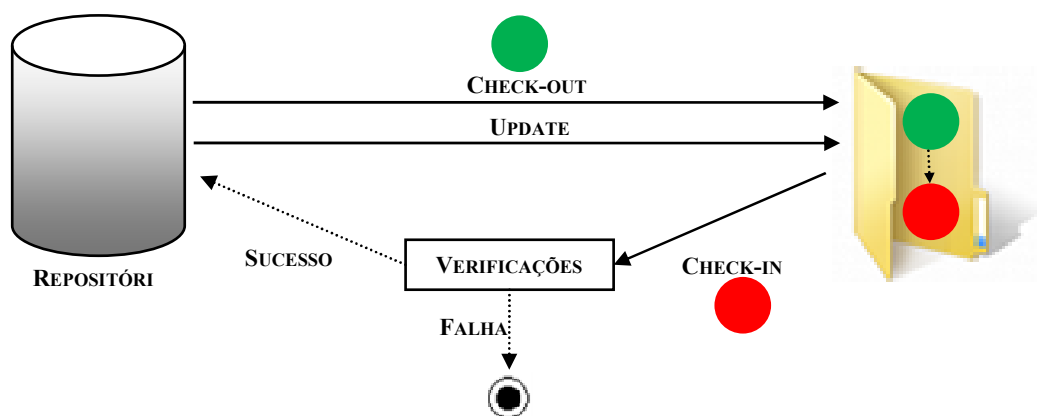 CHECK-OUT
UPDATE
SUCESSO
VERIFICAÇÕES
CHECK-IN
REPOSITÓRI
FALHA